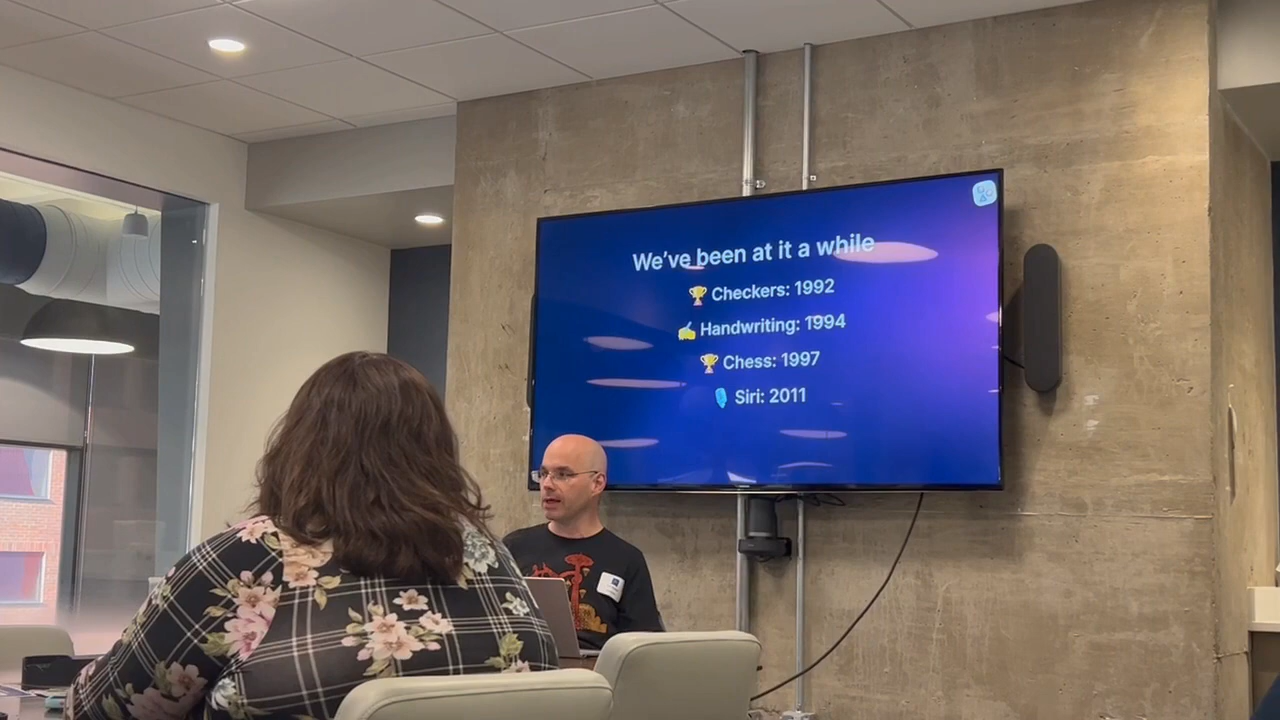 We've been at it a while
🏆 Checkers: 1992
✍️ Handwriting: 1994
🏆 Chess: 1997
Siri: 2011